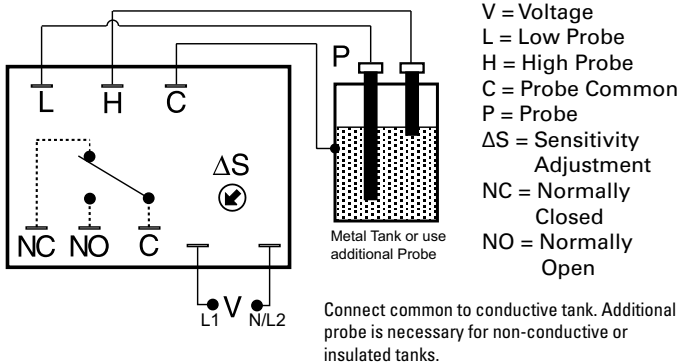 P
L H C
ΔS
NC NO C
L1 V N/L2
Metal Tank or use
additional Probe
V = Voltage
L = Low Probe
H = High Probe
C = Probe Common
P = Probe
ΔS = Sensitivity
Adjustment
NC = Normally
Closed
NO = Normally
Open
Connect common to conductive tank. Additional
probe is necessary for non-conductive or
insulated tanks.